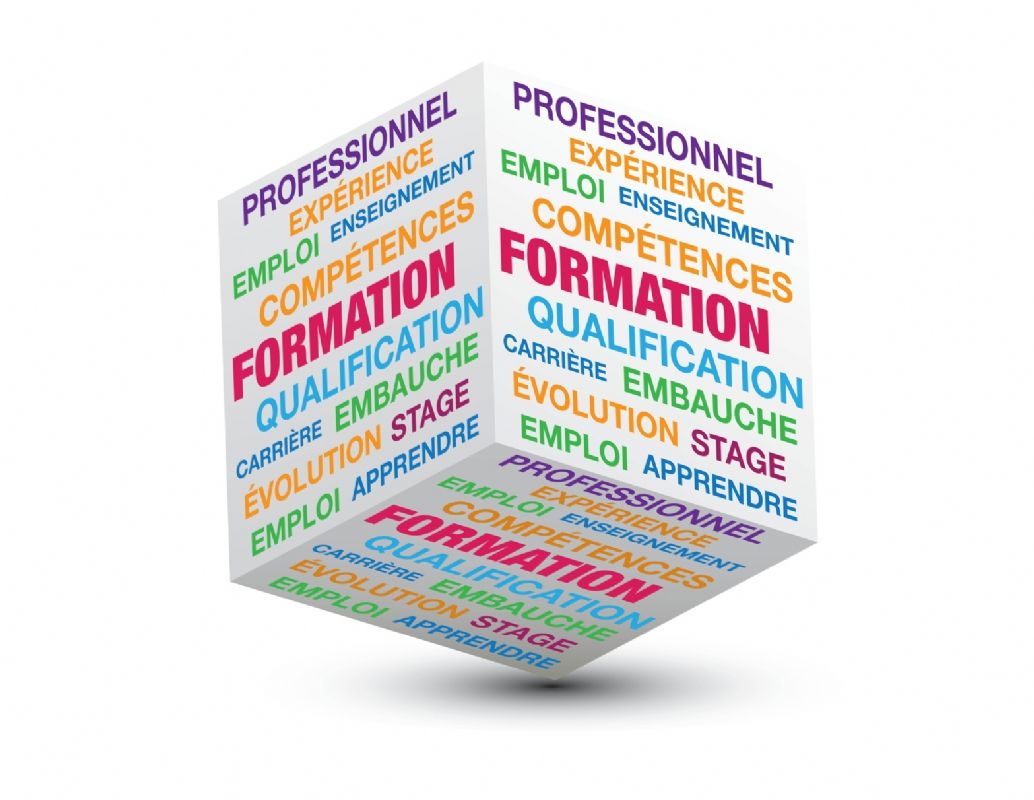 PROFESSIONNEL
EXPÉRIENCE
EMPLOI ENSEIGNEMENT
COMPÉTENCES
FORMATION
QUALIFICATION
CARRIÈRE EMBAUCHE
ÉVOLUTION STAGE
EMPLOI APPRENDRE
PROFESSIONNEL
EXPÉRIENCE
EMPLOI ENSEIGNEMENT
COMPÉTENCES
FORMATION
QUALIFICATION
CARRIÈRE EMBAUCHE
ÉVOLUTION STAGE
EMPLOI APPRENDRE
PROFESSIONNEL
EXPÉRIENCE
EMPLOI ENSEIGNEMENT
COMPÉTENCES
FORMATION
QUALIFICATION
CARRIÈRE EMBAUCHE
ÉVOLUTION STAGE
EMPLOI APPRENDRE